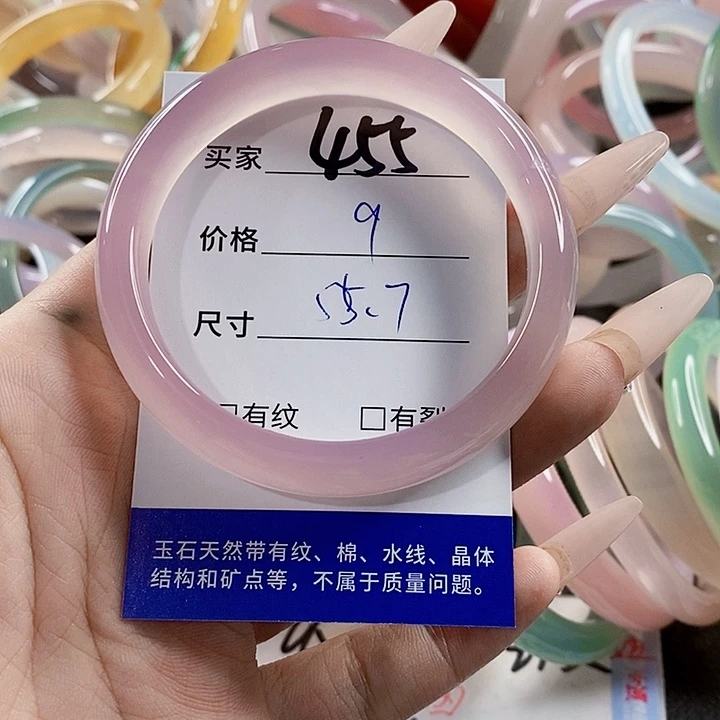 买家 455
价格 9
尺寸 55.7
□有纹 □有裂
玉石天然带有纹、棉、水线、晶体
结构和矿点等，不属于质量问题。